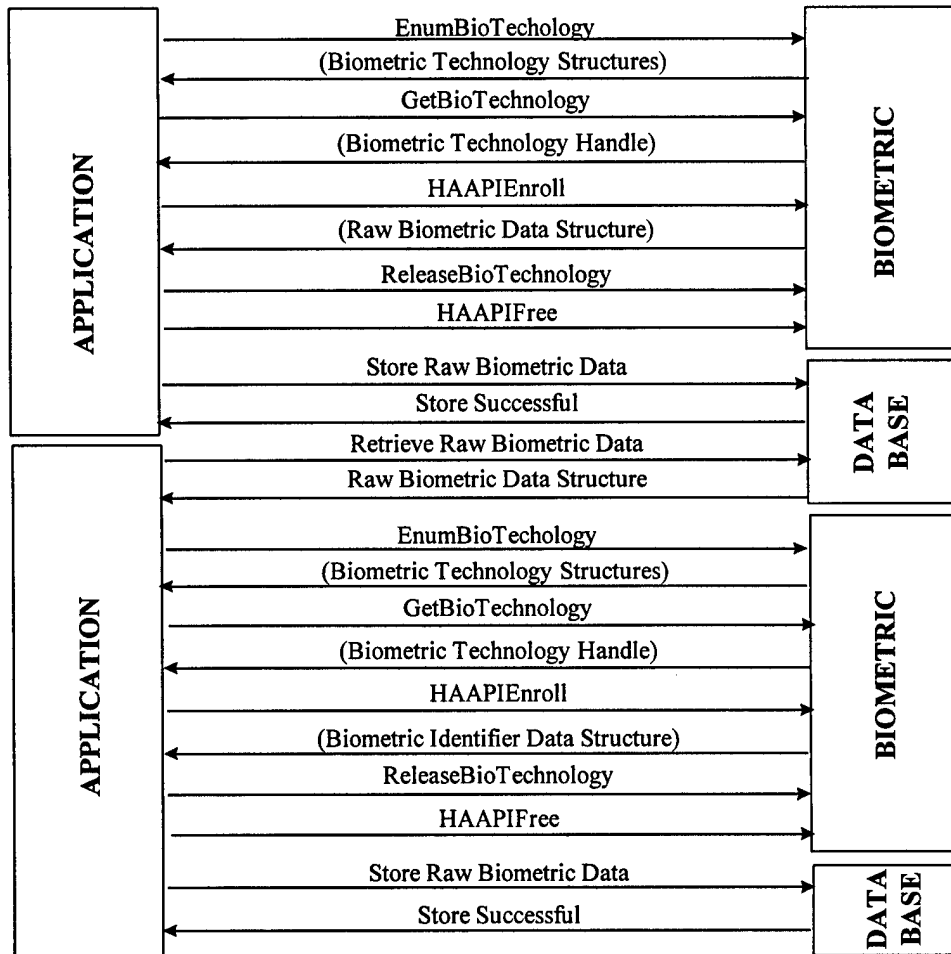 EnumBioTechology
(Biometric Technology Structures)
GetBioTechnology
(Biometric Technology Handle)
HAAPIEnroll
(Raw Biometric Data Structure)
ReleaseBioTechnology
HAAPIFree
APPLICATION
BIOMETRIC
Store Raw Biometric Data
Store Successful
Retrieve Raw Biometric Data
Raw Biometric Data Structure
DATA
BASE
EnumBioTechology
(Biometric Technology Structures)
GetBioTechnology
(Biometric Technology Handle)
HAAPIEnroll
(Biometric Identifier Data Structure)
ReleaseBioTechnology
HAAPIFree
APPLICATION
BIOMETRIC
Store Raw Biometric Data
Store Successful
DATA
BASE